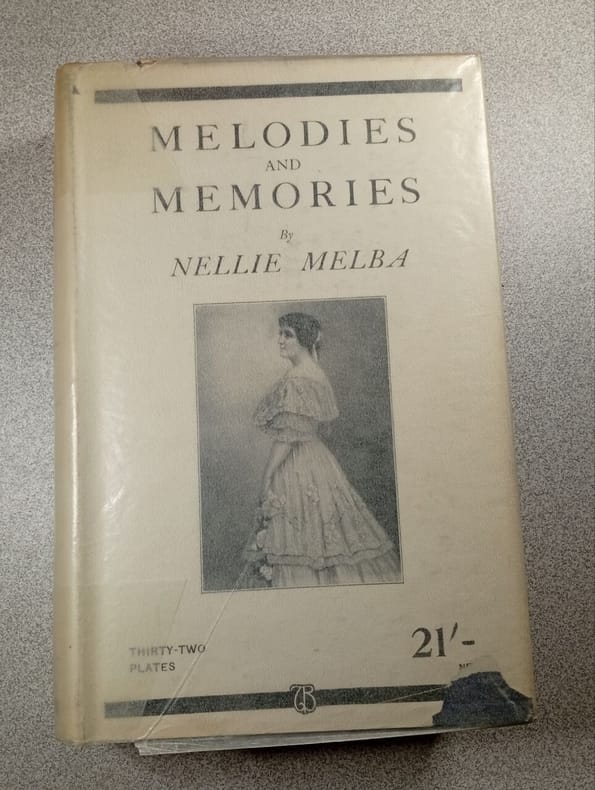 MELODIES
AND
MEMORIES
By
NELLIE MELBA
THIRTY-TWO
PLATES
21'-